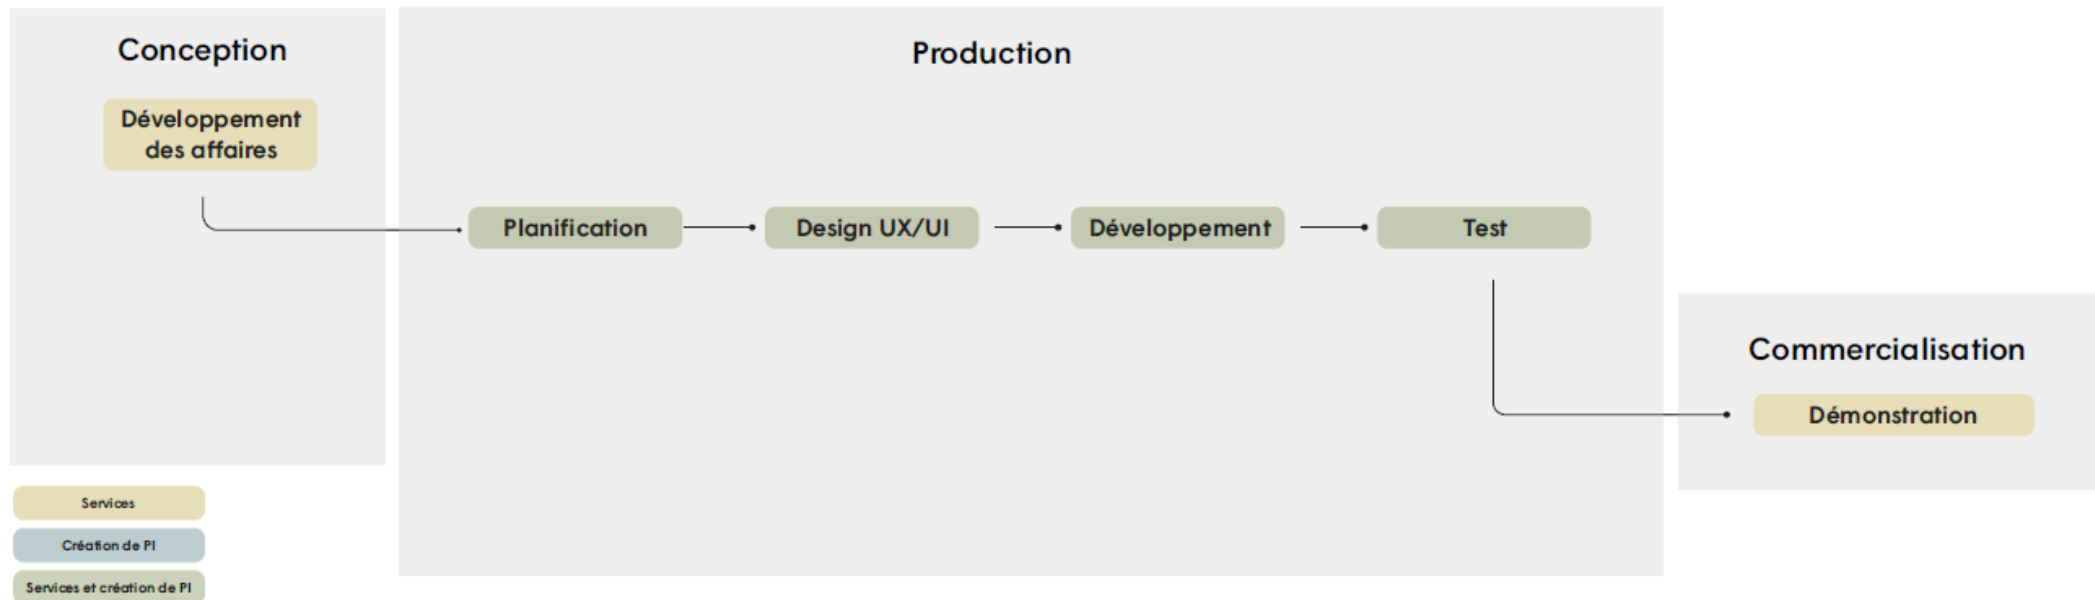 Conception
Développement
des affaires
Production
Planification
Design UX/UI
Développement
Test
Commercialisation
Démonstration
Services
Création de PI
Services et création de PI